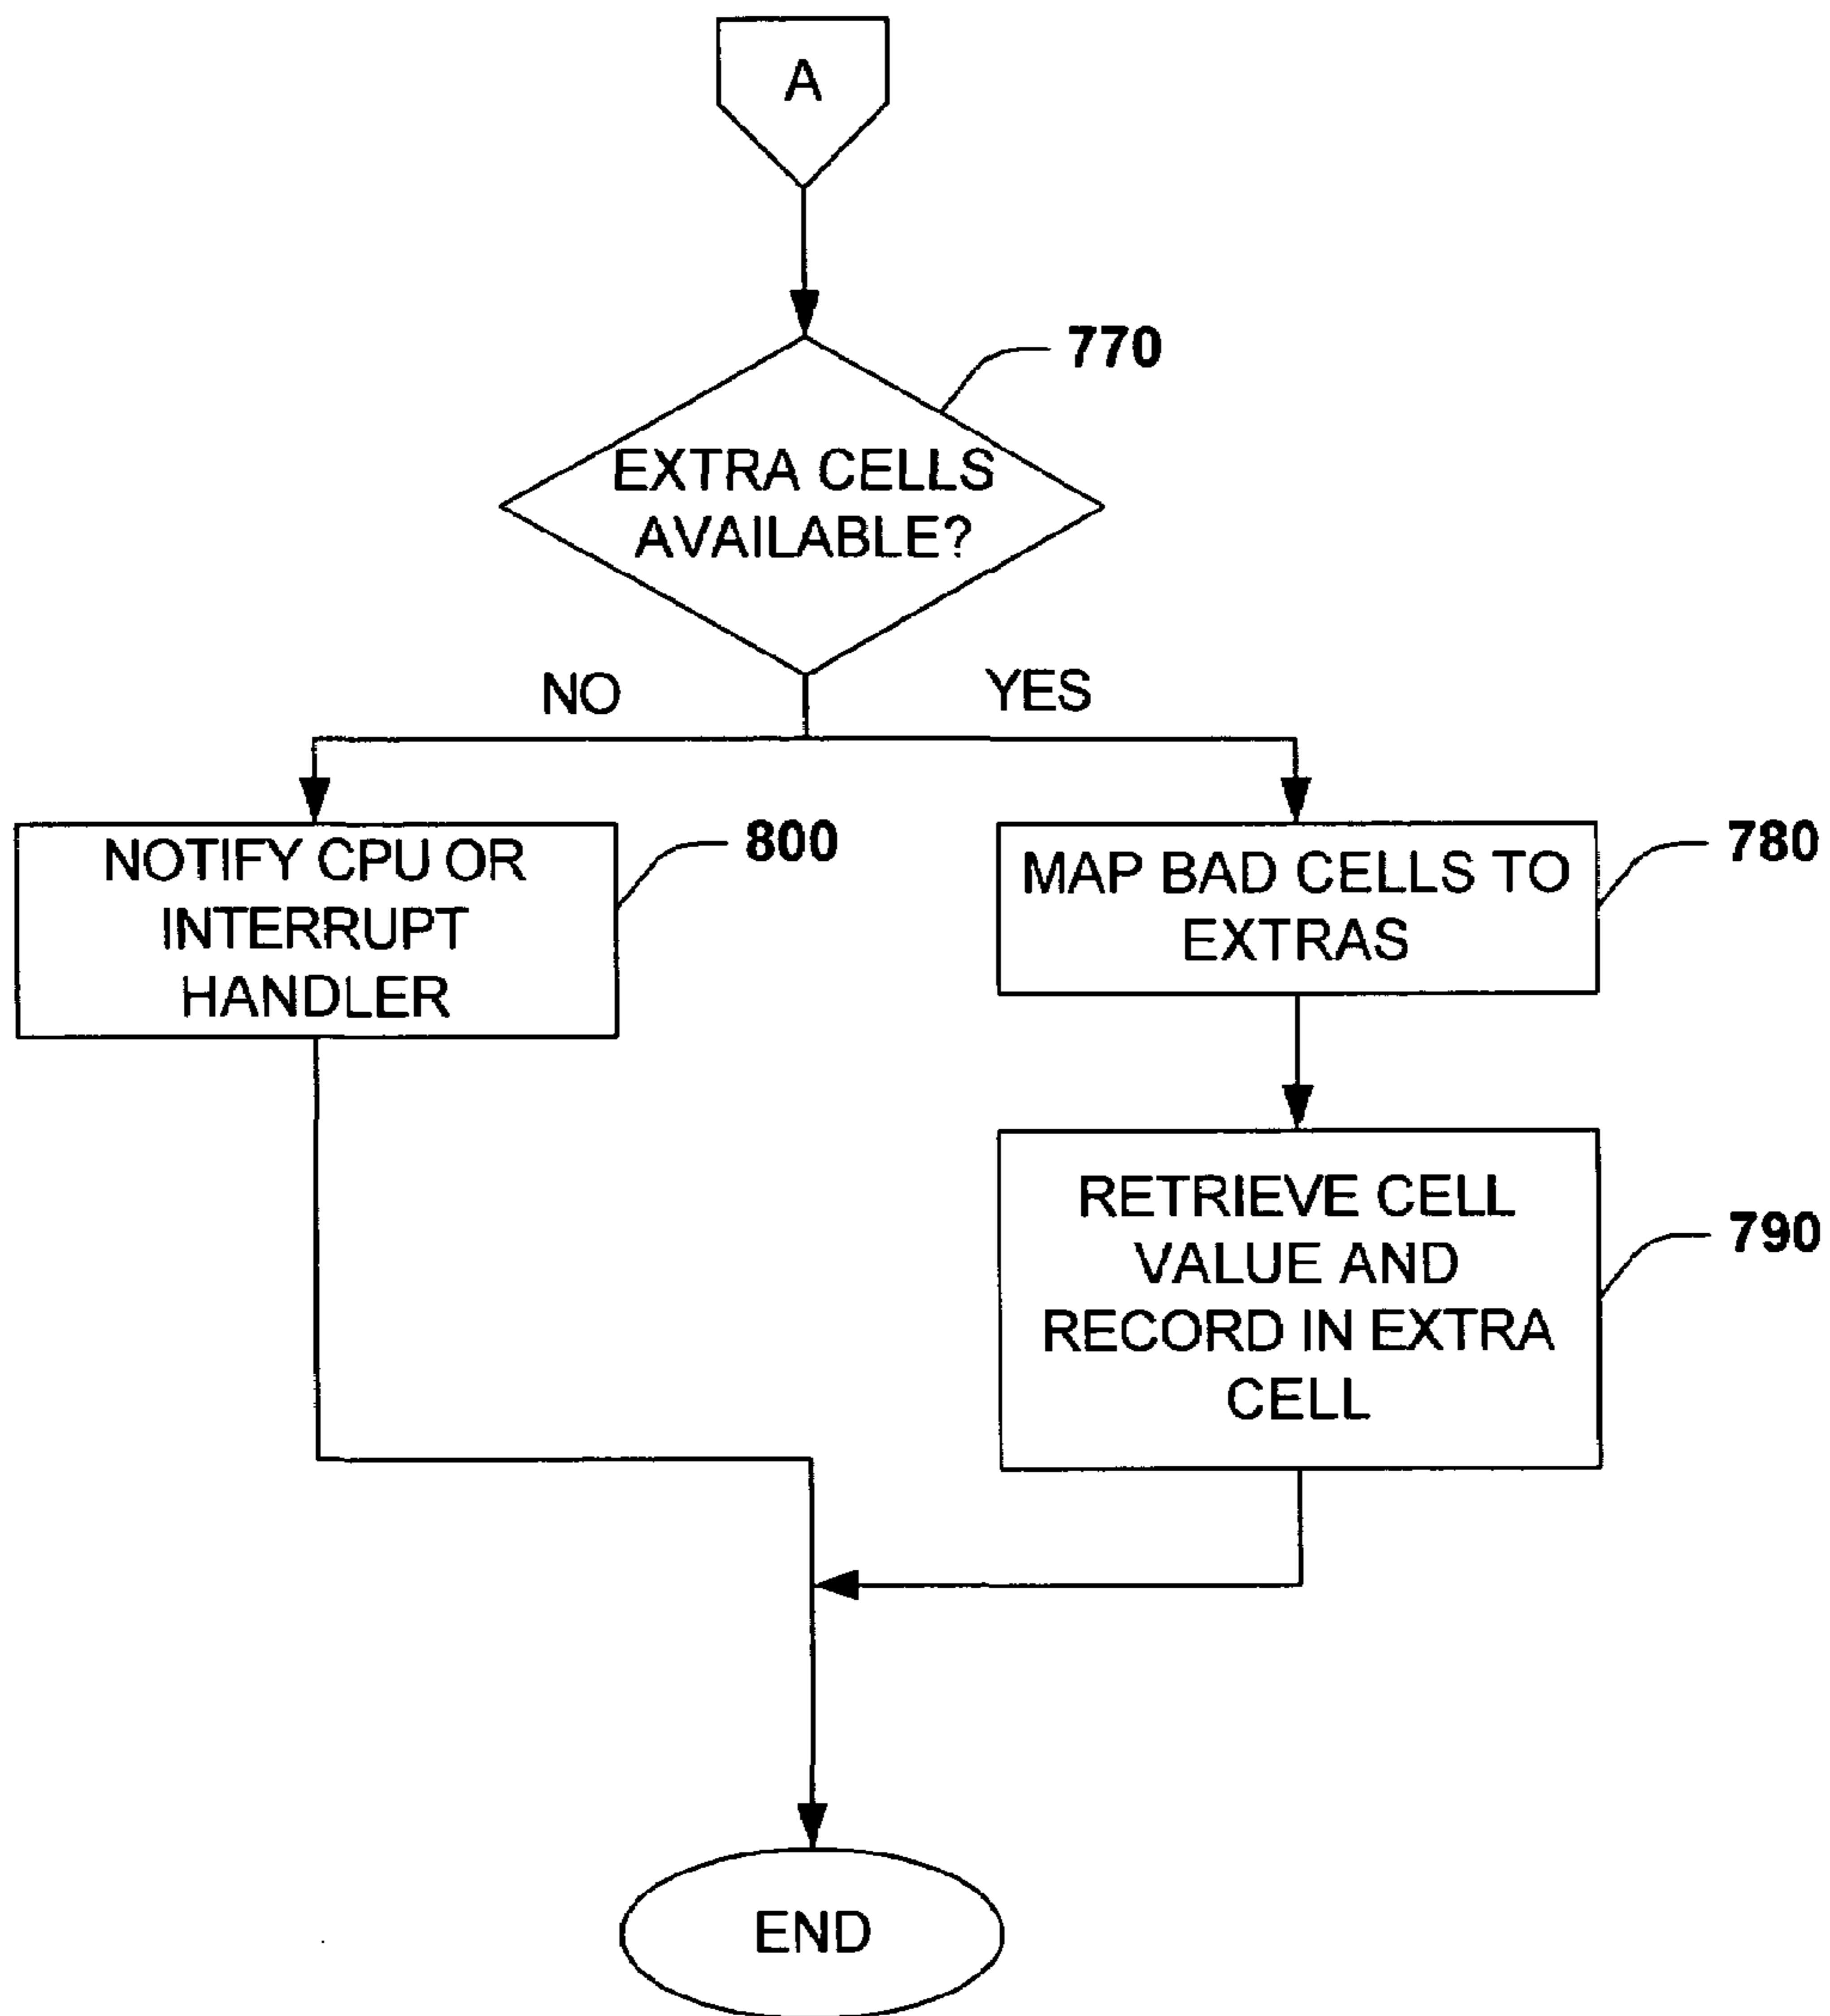 A
770
EXTRA CELLS
AVAILABLE?
NO
YES
NOTIFY CPU OR
INTERRUPT
HANDLER
800
MAP BAD CELLS TO
EXTRAS
780
RETRIEVE CELL
VALUE AND
RECORD IN EXTRA
CELL
790
END